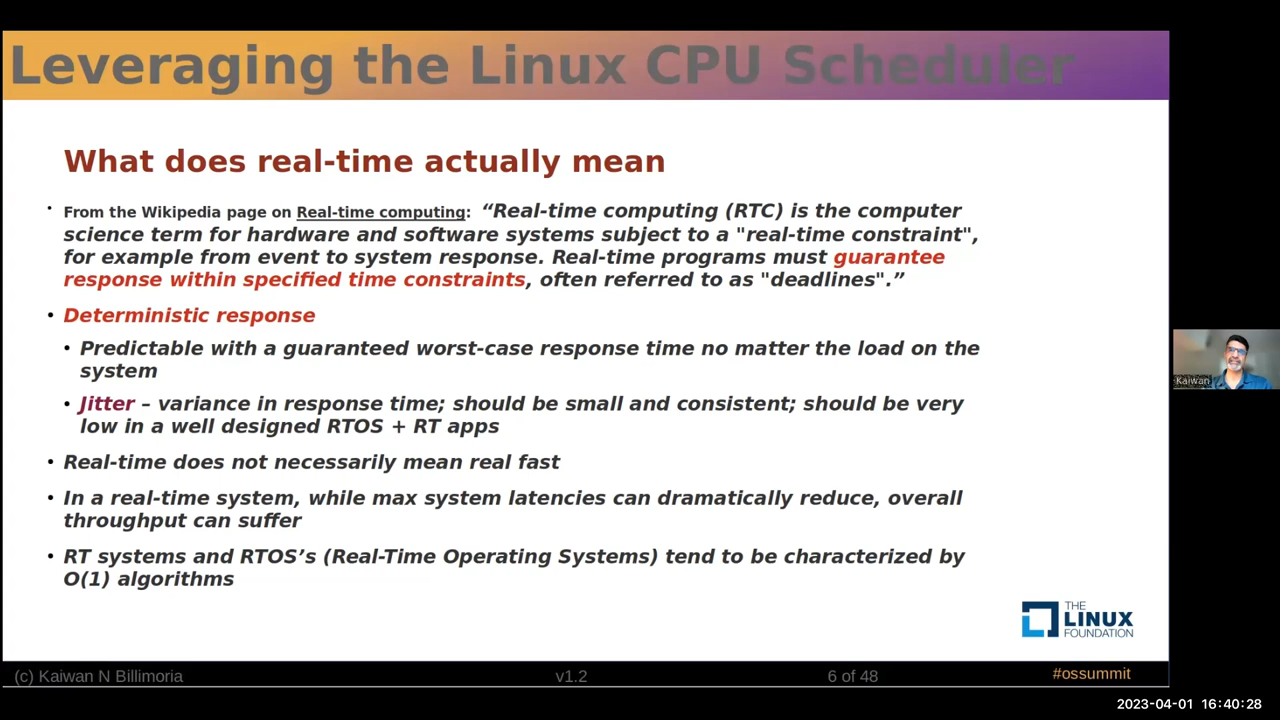 Leveraging the Linux CPU Scheduler
What does real-time actually mean
• From the Wikipedia page on Real-time computing: “Real-time computing (RTC) is the computer
science term for hardware and software systems subject to a "real-time constraint",
for example from event to system response. Real-time programs must guarantee
response within specified time constraints, often referred to as "deadlines".”
• Deterministic response
• Predictable with a guaranteed worst-case response time no matter the load on the
system
• Jitter – variance in response time; should be small and consistent; should be very
low in a well designed RTOS + RT apps
• Real-time does not necessarily mean real fast
• In a real-time system, while max system latencies can dramatically reduce, overall
throughput can suffer
• RT systems and RTOS’s (Real-Time Operating Systems) tend to be characterized by
O(1) algorithms
THE
LINUX
FOUNDATION
(c) Kaiwan N Billimoria
v1.2
6 of 48
#ossummit
Kaiwan
2023-04-01 16:40:28